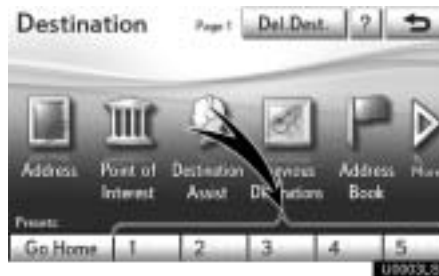 Destination Page 1 Del.Dest. ?
Address Point of Interest Destination Assist Previous Destinations Address Book
Presets
Go Home 1 2 3 4 5